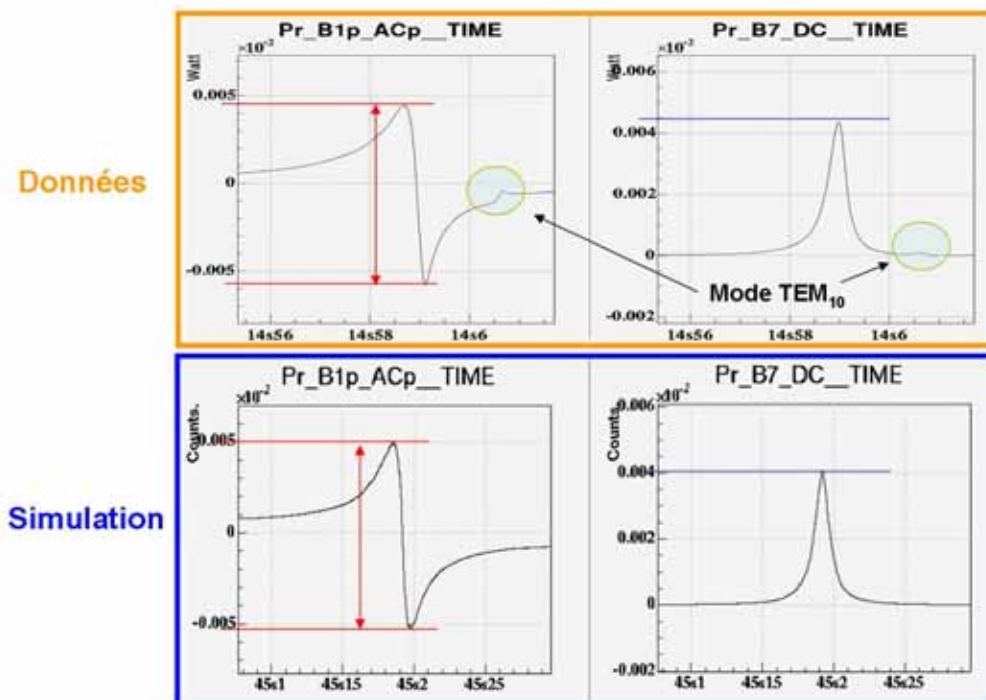 Pr_B1p_ACp__TIME
×10⁻²
Watt
0.005
0
-0.005
14s56 14s58 14s6
Pr_B7_DC__TIME
0.006
0.004
0.002
0
-0.002
14s56 14s58 14s6
Données
Mode TEM₁₀
Pr_B1p_ACp__TIME
×10⁻²
Counts.
0.005
0
-0.005
45s1 45s15 45s2 45s25
Pr_B7_DC__TIME
×10⁻²
Counts.
0.006
0.004
0.002
0
-0.002
45s1 45s15 45s2 45s25
Simulation